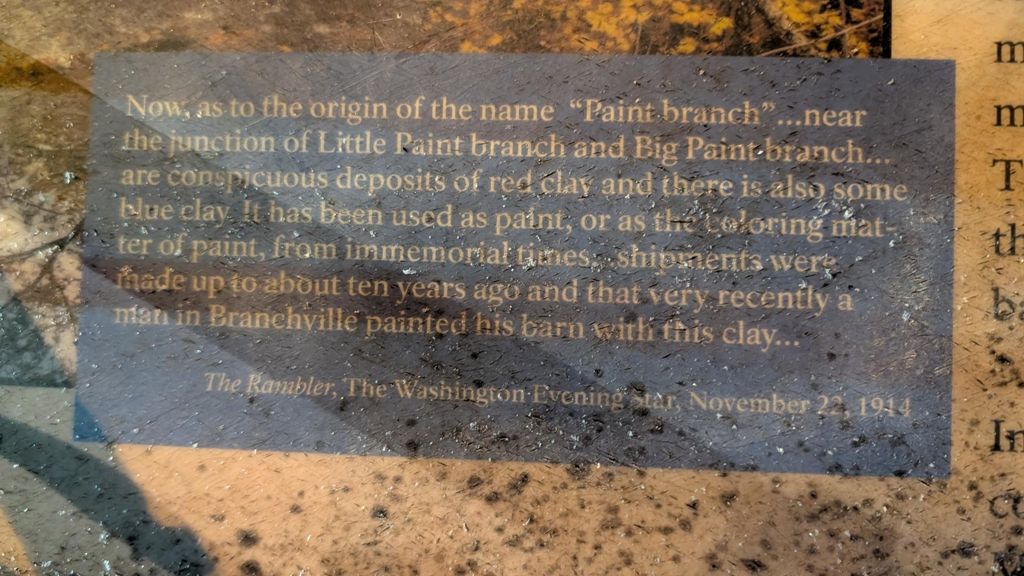 Now, as to the origin of the name “Paint branch”...near
the junction of Little Paint branch and Big Paint branch...
are conspicuous deposits of red clay and there is also some
blue clay. It has been used as paint, or as the coloring mat-
ter of paint, from immemorial times,...shipments were
made up to about ten years ago and that very recently a
man in Branchville painted his barn with this clay...
The Rambler, The Washington Evening Star, November 22, 1914
m
m
T
th
ba
In
co